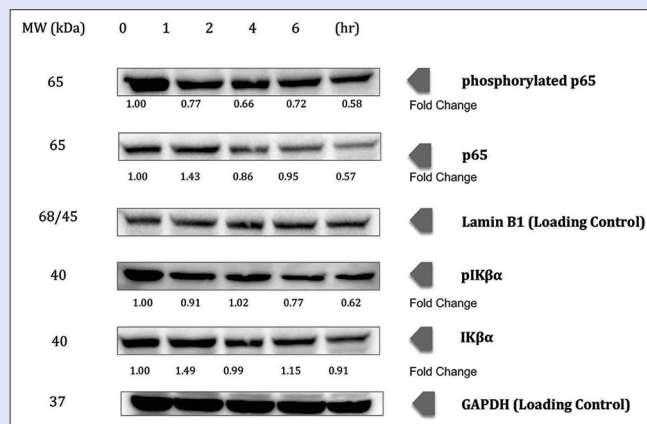 MW (kDa) 0 1 2 4 6 (hr)
65 phosphorylated p65
1.00 0.77 0.66 0.72 0.58 Fold Change
65 p65
1.00 1.43 0.86 0.95 0.57 Fold Change
68/45 Lamin B1 (Loading Control)
40 pIKβα
1.00 0.91 1.02 0.77 0.62 Fold Change
40 IKβα
1.00 1.49 0.99 1.15 0.91 Fold Change
37 GAPDH (Loading Control)